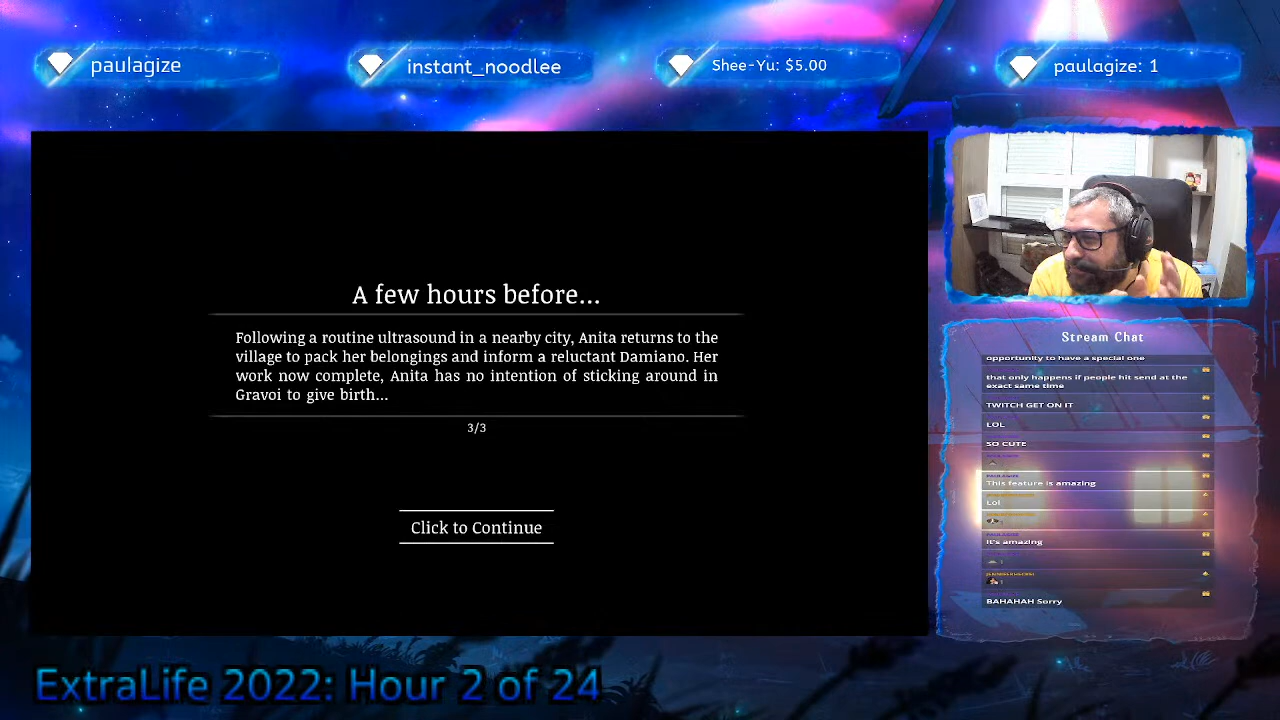 paulagize
instant_noodlee
Shee-Yu: $5.00
paulagize: 1
A few hours before...
Following a routine ultrasound in a nearby city, Anita returns to the
village to pack her belongings and inform a reluctant Damiano. Her
work now complete, Anita has no intention of sticking around in
Gravoi to give birth...
3/3
Click to Continue
Stream Chat
opportunity to have a special one
that only happens if people hit send at the
exact same time
TWITCH GET ON IT
LOL
SO CUTE
This feature is amazing
Lol
It's amazing
BAHAHAH Sorry
ExtraLife 2022: Hour 2 of 24